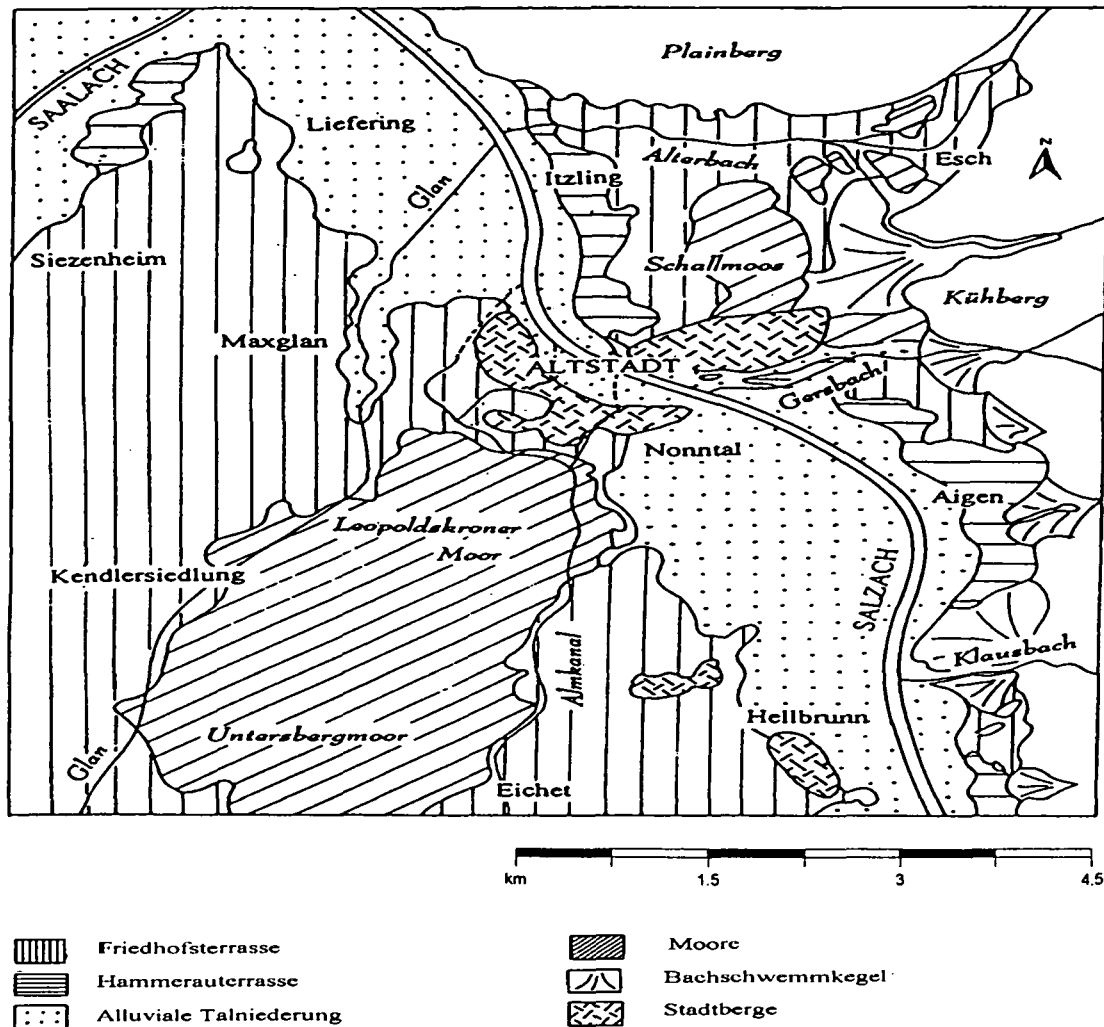 Plainberg
SAALACH
Liefering
Alterbach
Esch
N
Itzling
Glan
Siezenheim
Schallmoos
Kühberg
Maxglan
ALTSTADT
Gersbach
Nonntal
Aigen
Leopoldskroner
Moor
Kendlersiedlung
SALZACH
Klausbach
Almkanal
Hellbrunn
Untersbergmoor
Glan
Eichet
km 1.5 3 4.5
Friedhofsterrasse
Hammerauterrasse
Alluviale Talniederung
Moore
Bachschwemmkegel
Stadtberge